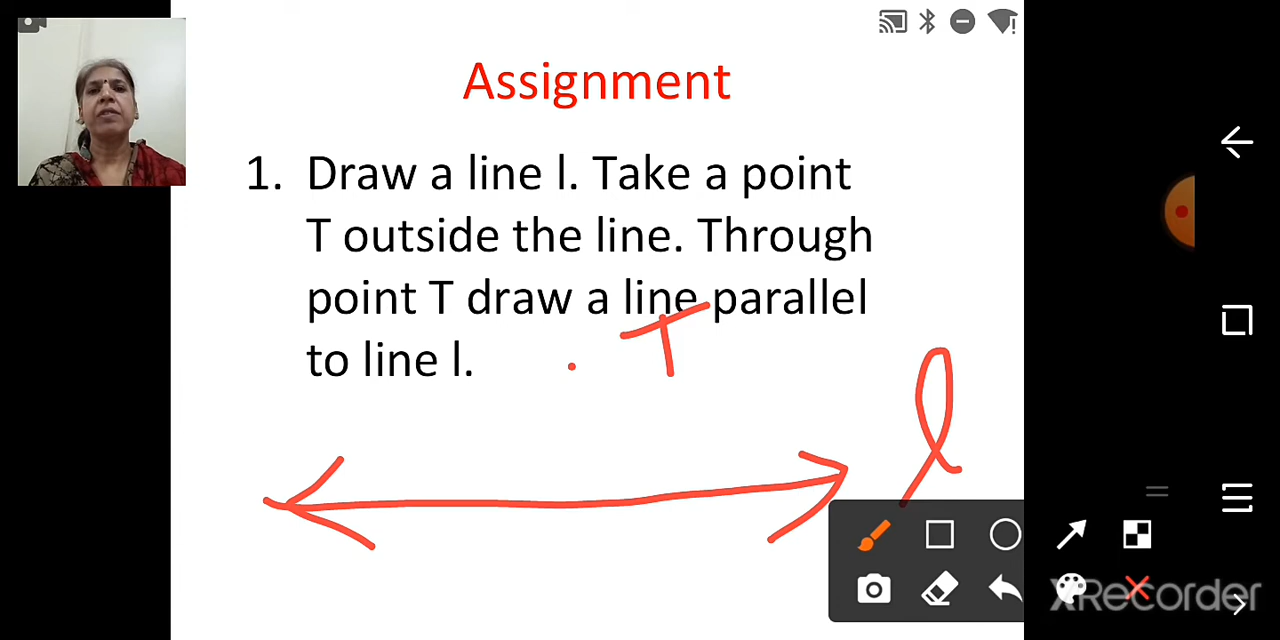 Assignment
1. Draw a line l. Take a point
T outside the line. Through
point T draw a line parallel
to line l.
. T
l
XRecorder